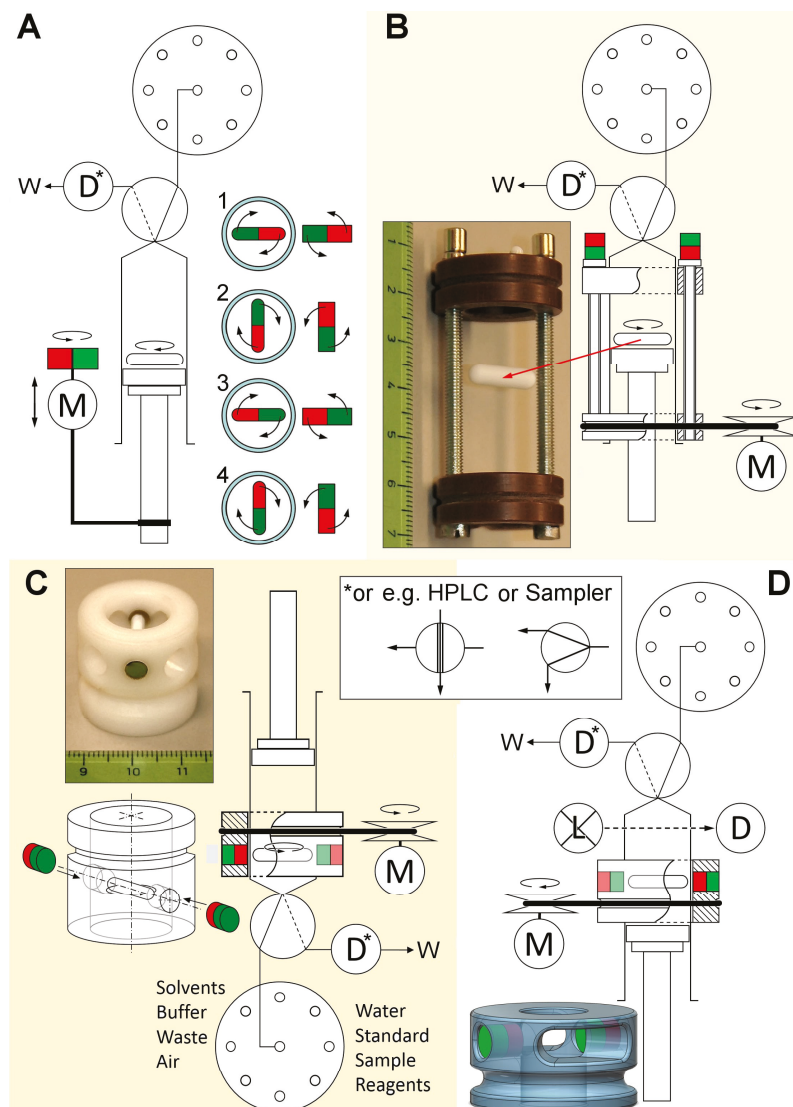 A
W
D*
M
1
2
3
4
B
W
D*
M
1
2
3
4
5
6
7
C
9 10 11
M
D*
W
Solvents
Buffer
Waste
Air
Water
Standard
Sample
Reagents
*or e.g. HPLC or Sampler
D
W
D*
L
D
M